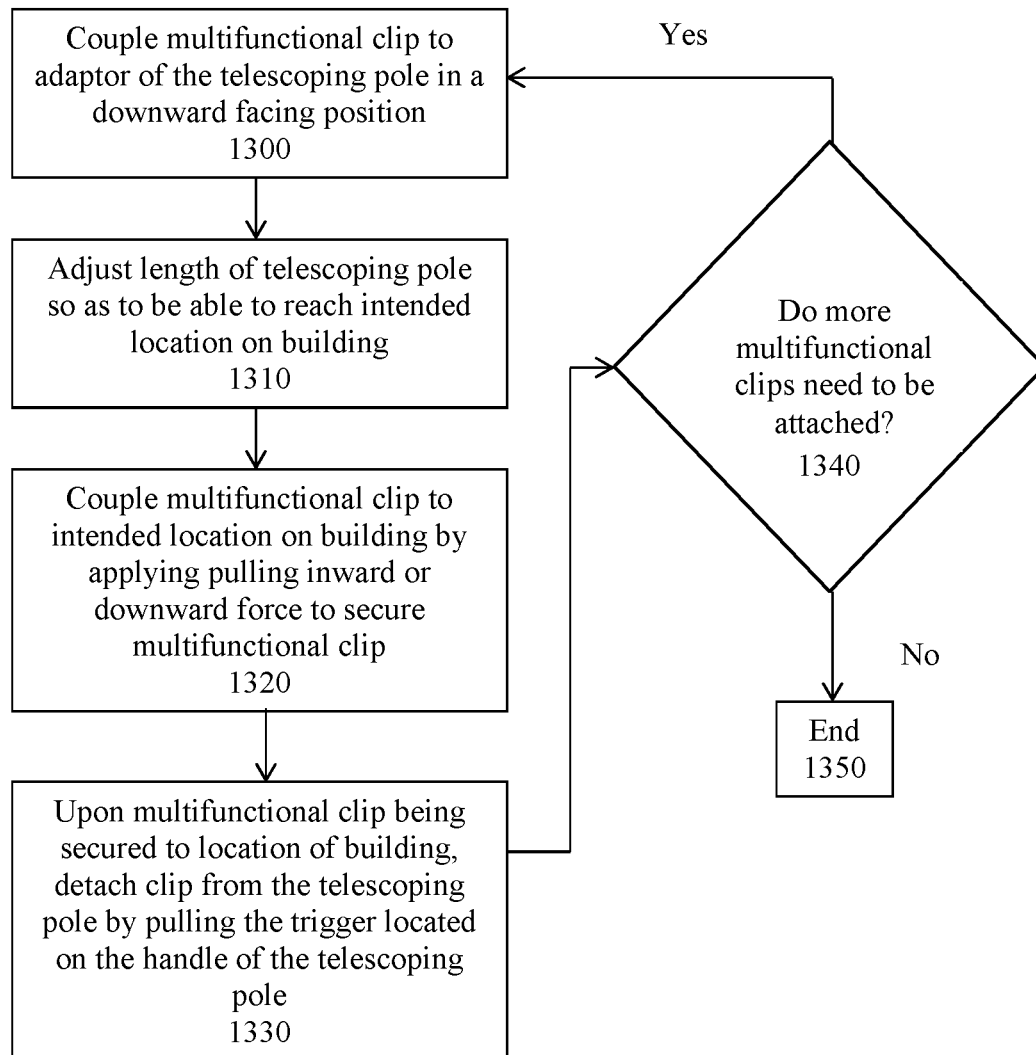 Couple multifunctional clip to
adaptor of the telescoping pole in a
downward facing position
1300
Adjust length of telescoping pole
so as to be able to reach intended
location on building
1310
Couple multifunctional clip to
intended location on building by
applying pulling inward or
downward force to secure
multifunctional clip
1320
Upon multifunctional clip being
secured to location of building,
detach clip from the telescoping
pole by pulling the trigger located
on the handle of the telescoping
pole
1330
Yes
Do more
multifunctional
clips need to be
attached?
1340
No
End
1350